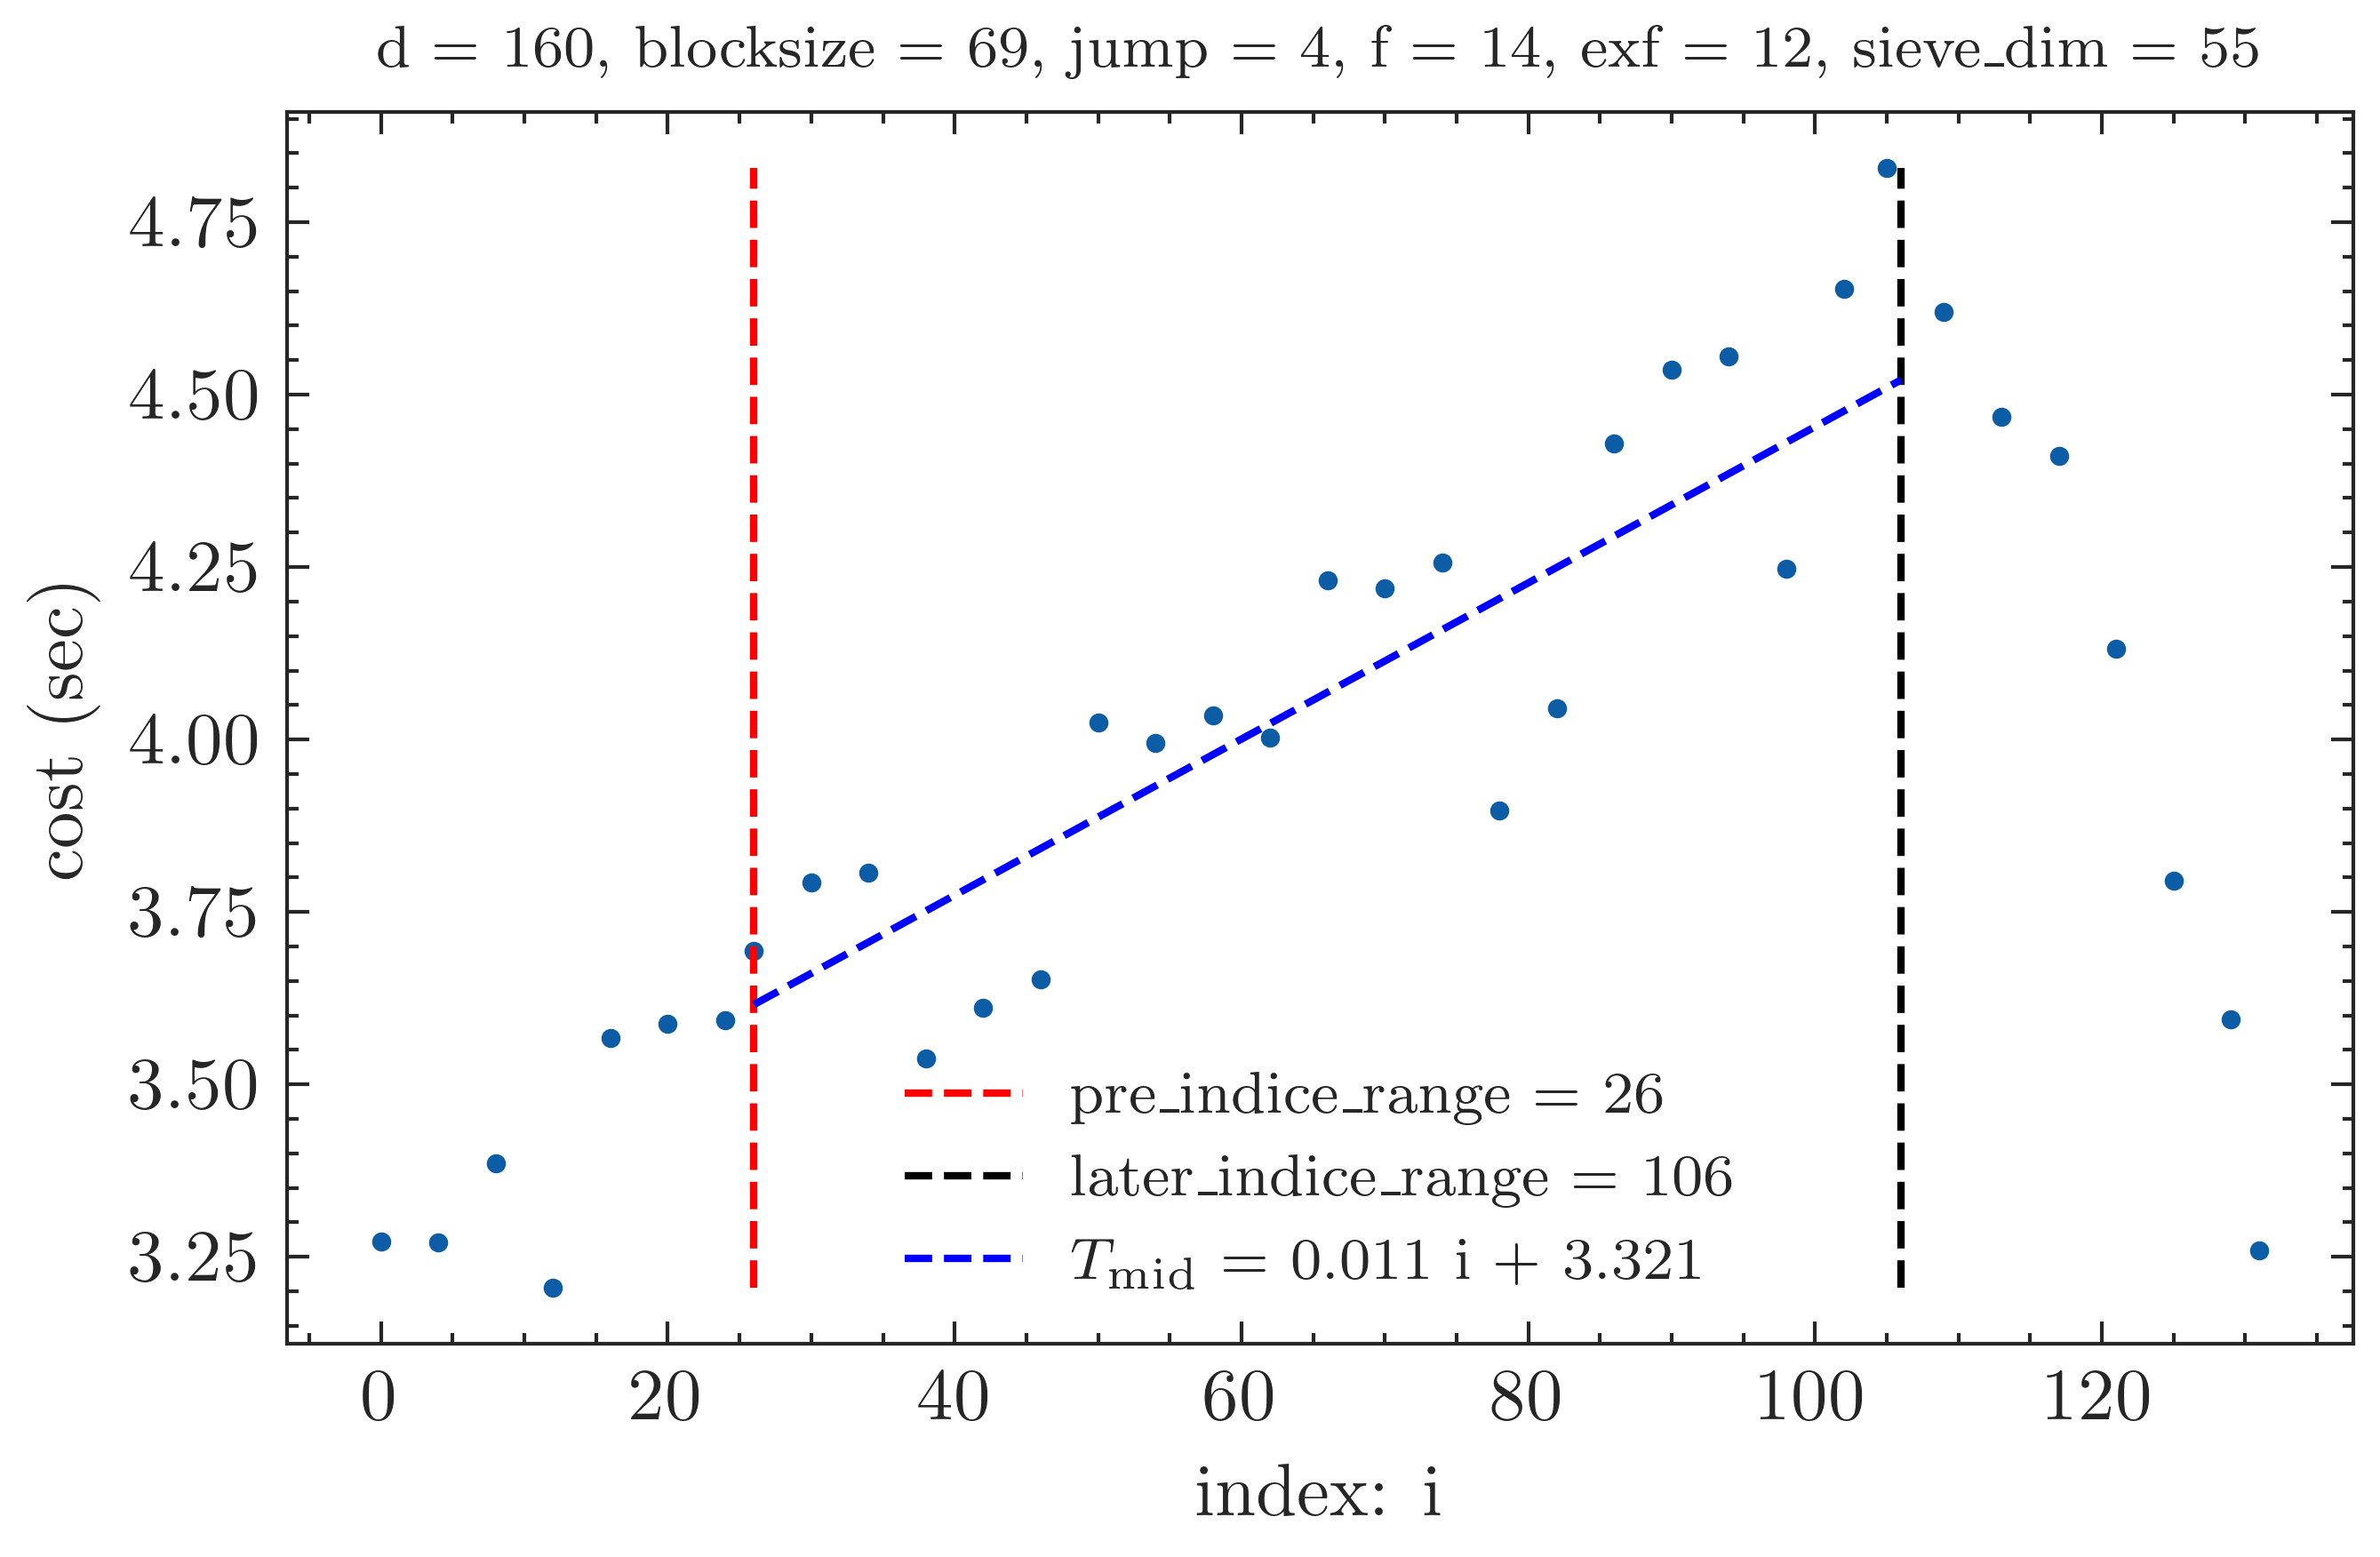 d = 160, blocksize = 69, jump = 4, f = 14, exf = 12, sieve_dim = 55
4.75
4.50
4.25
4.00
3.75
3.50
3.25
cost (sec)
pre_indice_range = 26
later_indice_range = 106
T_mid = 0.011 i + 3.321
0 20 40 60 80 100 120
index: i